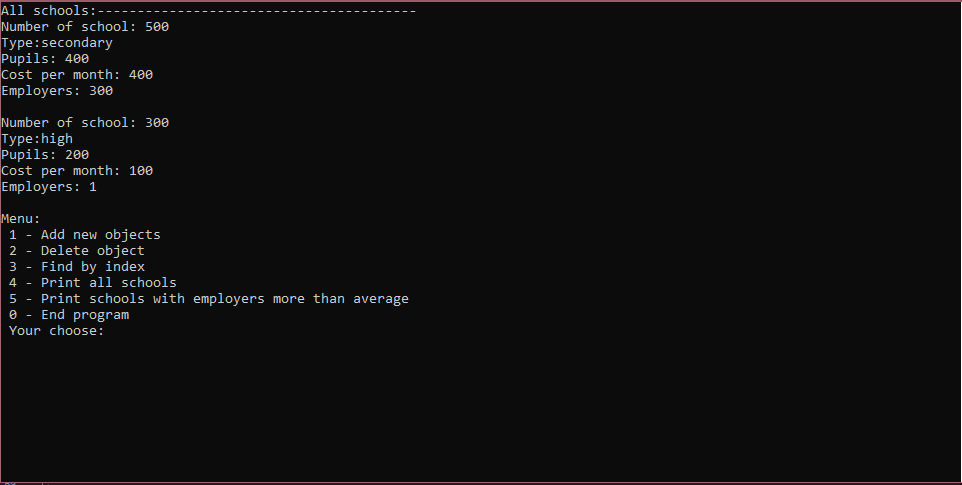 All schools:----------------------------------------
Number of school: 500
Type:secondary
Pupils: 400
Cost per month: 400
Employers: 300
Number of school: 300
Type:high
Pupils: 200
Cost per month: 100
Employers: 1
Menu:
1 - Add new objects
2 - Delete object
3 - Find by index
4 - Print all schools
5 - Print schools with employers more than average
0 - End program
Your choose: